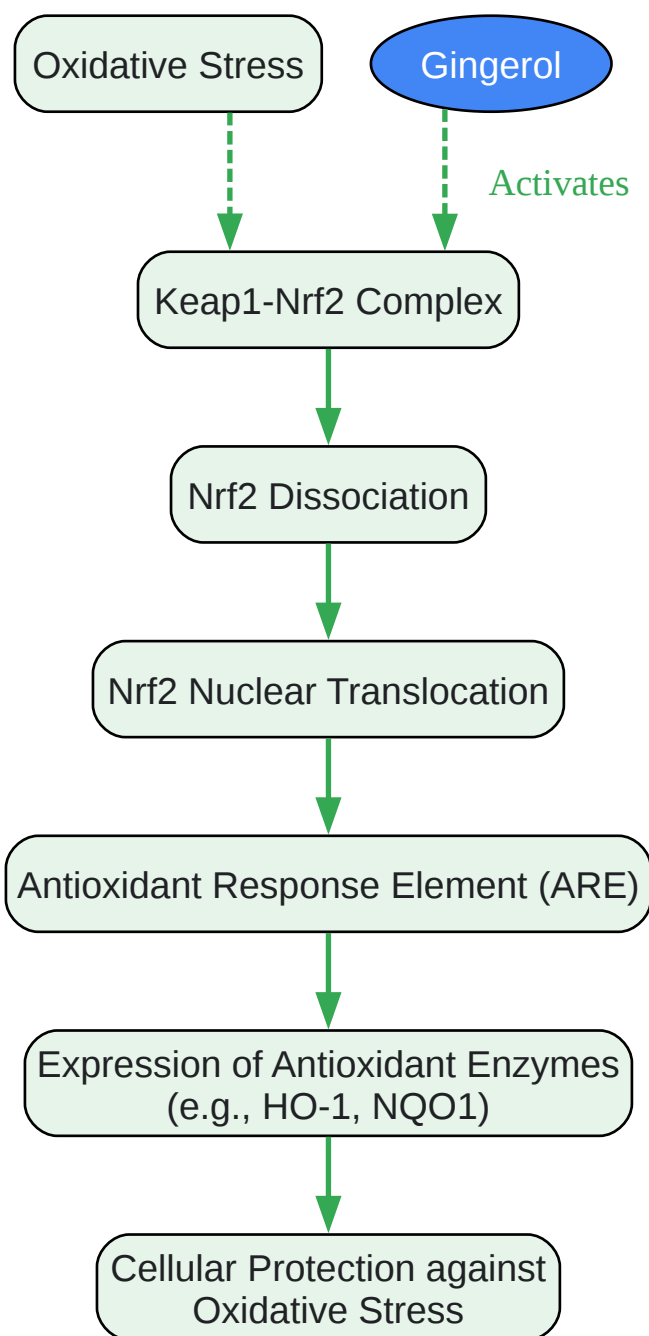 Oxidative Stress
Gingerol
Activates
Keap1-Nrf2 Complex
Nrf2 Dissociation
Nrf2 Nuclear Translocation
Antioxidant Response Element (ARE)
Expression of Antioxidant Enzymes
(e.g., HO-1, NQO1)
Cellular Protection against
Oxidative Stress